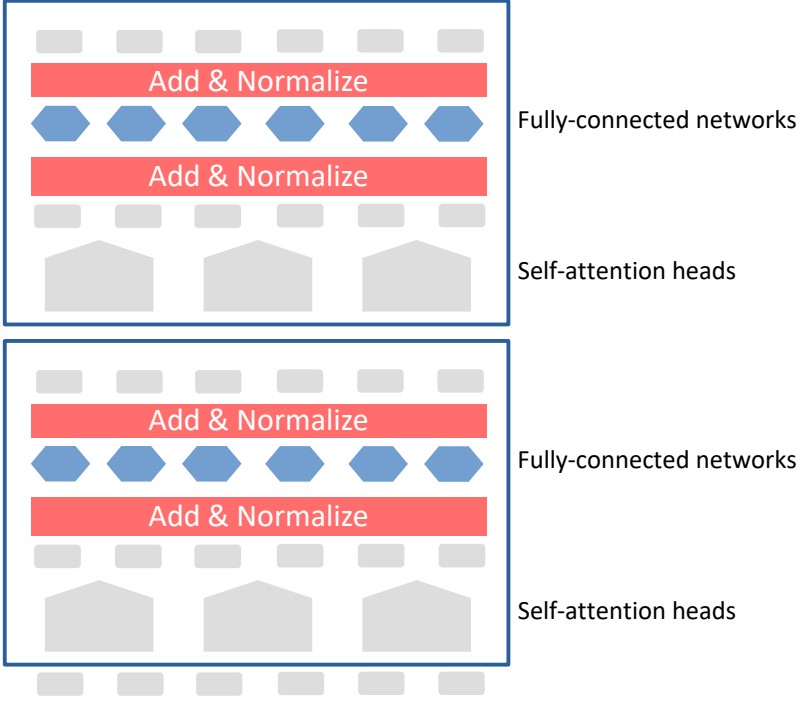 Add & Normalize
Fully-connected networks
Add & Normalize
Self-attention heads
Add & Normalize
Fully-connected networks
Add & Normalize
Self-attention heads